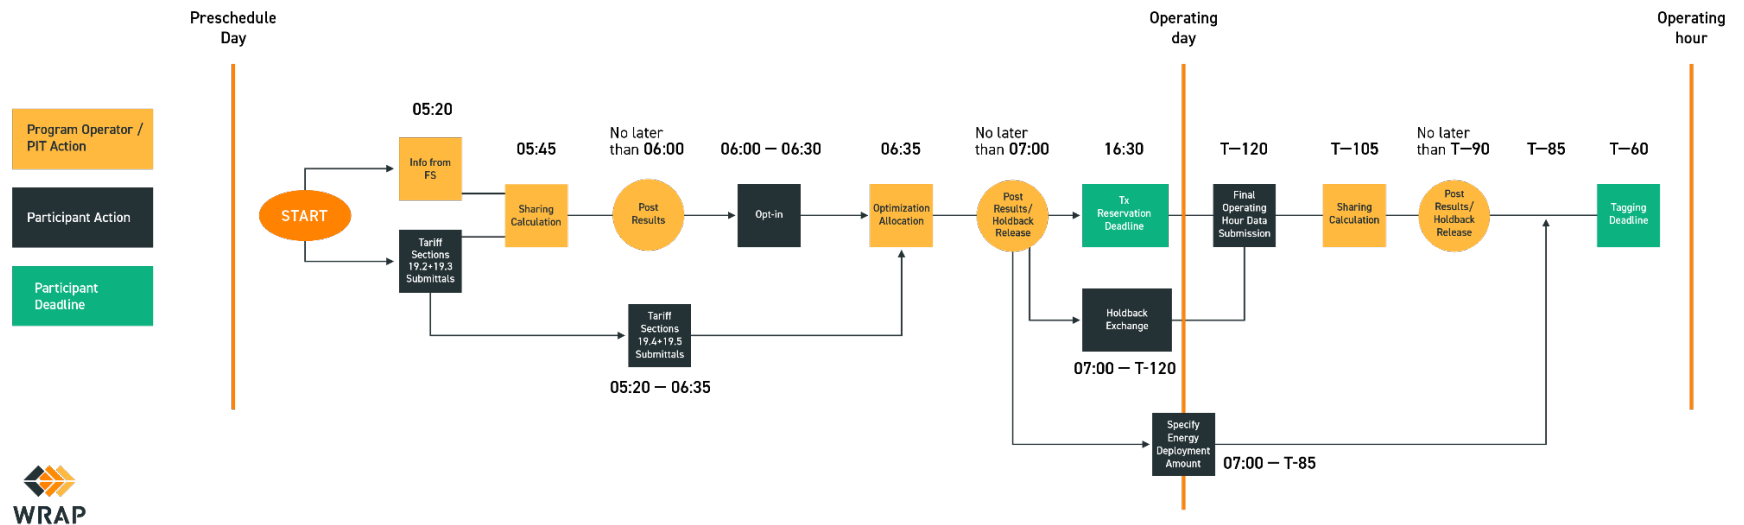 Preschedule
Day
Operating
day
Operating
hour
Program Operator /
PIT Action
Participant Action
Participant
Deadline
START
05:20
Info from
FS
Tariff
Sections
19.2+19.3
Submittals
05:45
Sharing
Calculation
No later
than 06:00
Post
Results
06:00 — 06:30
Opt-in
06:35
Optimization
Allocation
No later
than 07:00
Post
Results/
Holdback
Release
16:30
Tx
Reservation
Deadline
T—120
Final
Operating
Hour Data
Submission
T—105
Sharing
Calculation
No later
than T—90
Post
Results/
Holdback
Release
T—85
T—60
Tagging
Deadline
Tariff
Sections
19.4+19.5
Submittals
05:20 — 06:35
Holdback
Exchange
07:00 — T-120
Specify
Energy
Deployment
Amount
07:00 — T-85
WRAP